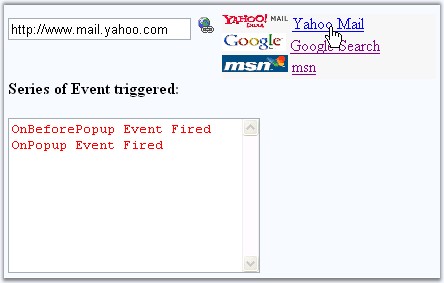 http://www.mail.yahoo.com
YAHOO! MAIL Yahoo Mail
INDIA
Google Google Search
msn msn
Series of Event triggered:
OnBeforePopup Event Fired
OnPopup Event Fired